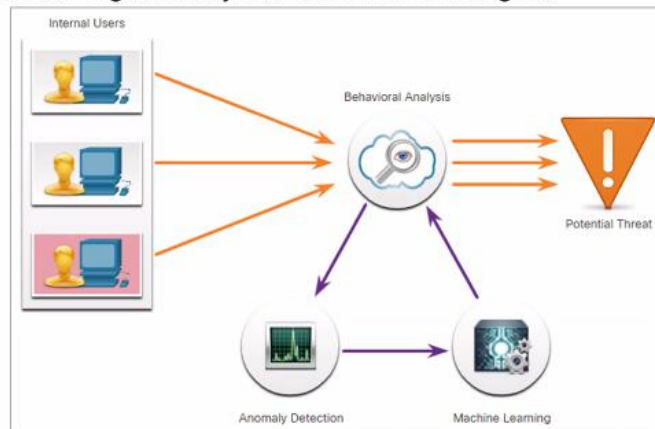 Internal Users
Behavioral Analysis
Potential Threat
Anomaly Detection
Machine Learning